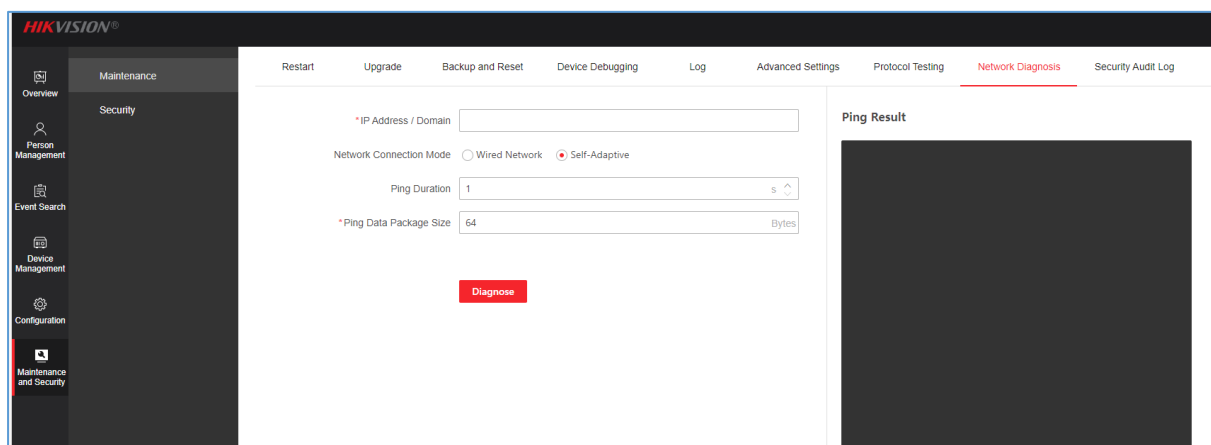 HIKVISION®
Overview
Person
Management
Event Search
Device
Management
Configuration
Maintenance
and Security
Maintenance
Security
Restart Upgrade Backup and Reset Device Debugging Log Advanced Settings Protocol Testing Network Diagnosis Security Audit Log
*IP Address / Domain
Network Connection Mode Wired Network Self-Adaptive
Ping Duration 1 s
*Ping Data Package Size 64 Bytes
Diagnose
Ping Result